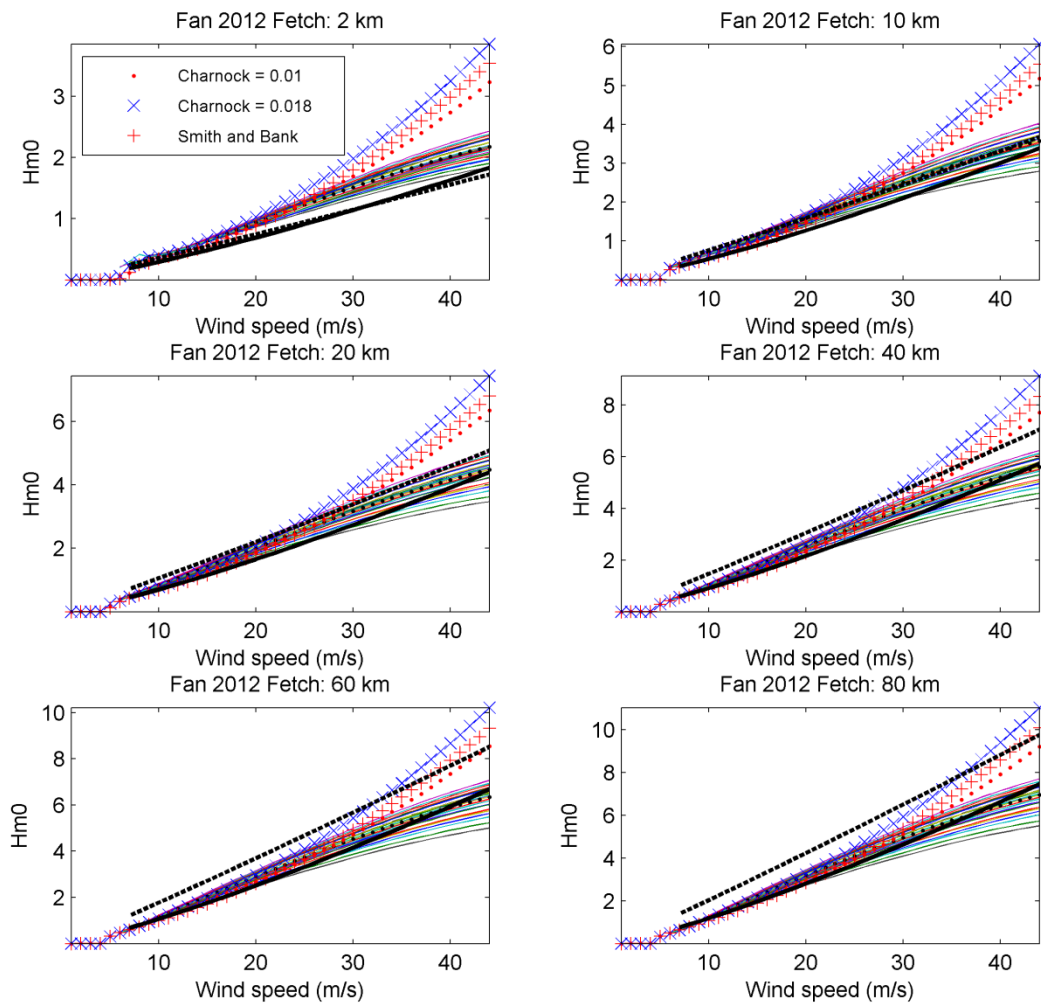 Fan 2012 Fetch: 2 km
3
2
1
Hm0
Charnock = 0.01
Charnock = 0.018
Smith and Bank
10 20 30 40
Wind speed (m/s)
Fan 2012 Fetch: 10 km
6
5
4
3
2
1
Hm0
10 20 30 40
Wind speed (m/s)
Fan 2012 Fetch: 20 km
6
4
2
Hm0
10 20 30 40
Wind speed (m/s)
Fan 2012 Fetch: 40 km
8
6
4
2
Hm0
10 20 30 40
Wind speed (m/s)
Fan 2012 Fetch: 60 km
10
8
6
4
2
Hm0
10 20 30 40
Wind speed (m/s)
Fan 2012 Fetch: 80 km
10
8
6
4
2
Hm0
10 20 30 40
Wind speed (m/s)